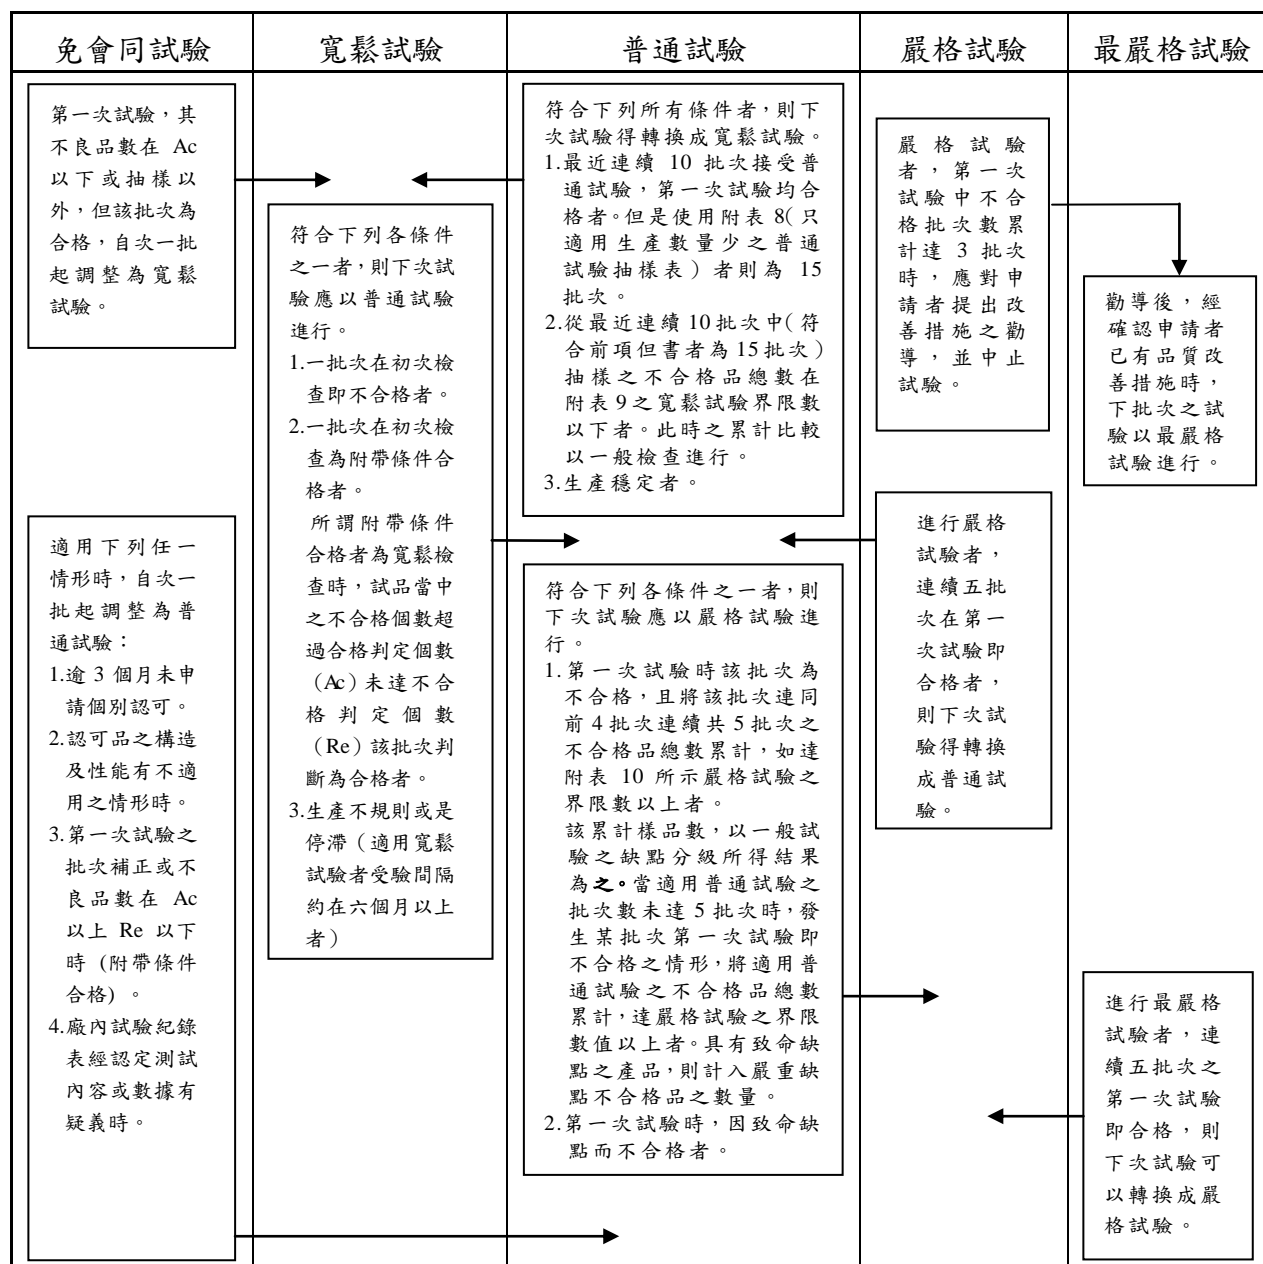 免會同試驗
寬鬆試驗
普通試驗
嚴格試驗
最嚴格試驗
第一次試驗，其
不良品數在 Ac
以下或抽樣以
外，但該批次為
合格，自次一批
起調整為寬鬆
試驗。
適用下列任一
情形時，自次一
批起調整為普
通試驗：
1.逾 3 個月未申
請個別認可。
2.認可品之構造
及性能有不適
用之情形時。
3.第一次試驗之
批次補正或不
良品數在 Ac
以上 Re 以下
時 (附帶條件
合格) 。
4.廠內試驗紀錄
表經認定測試
內容或數據有
疑義時。
符合下列各條件
之一者，則下次試
驗應以普通試驗
進行。
1.一批次在初次檢
查即不合格者。
2.一批次在初次檢
查為附帶條件合
格者。
所謂附帶條件
合格者為寬鬆檢
查時，試品當中
之不合格個數超
過合格判定個數
（Ac）未達不合
格判定個數
（Re）該批次判
斷為合格者。
3.生產不規則或是
停滯（適用寬鬆
試驗者受驗間隔
約在六個月以上
者）
符合下列所有條件者，則下
次試驗得轉換成寬鬆試驗。
1.最近連續 10 批次接受普
通試驗，第一次試驗均合
格者。但是使用附表 8（只
適用生產數量少之普通
試驗抽樣表）者則為 15
批次。
2.從最近連續 10 批次中（符
合前項但書者為 15 批次）
抽樣之不合格品總數在
附表 9 之寬鬆試驗界限數
以下者。此時之累計比較
以一般檢查進行。
3.生產穩定者。
符合下列各條件之一者，則
下次試驗應以嚴格試驗進
行。
1.第一次試驗時該批次為
不合格，且將該批次連同
前 4 批次連續共 5 批次之
不合格品總數累計，如達
附表 10 所示嚴格試驗之
界限數以上者。
該累計樣品數，以一般試
驗之缺點分級所得結果
為之。當適用普通試驗之
批次數未達 5 批次時，發
生某批次第一次試驗即
不合格之情形，將適用普
通試驗之不合格品總數
累計，達嚴格試驗之界限
數值以上者。具有致命缺
點之產品，則計入嚴重缺
點不合格品之數量。
2.第一次試驗時，因致命缺
點而不合格者。
嚴格試驗
者，第一次
試驗中不合
格批次數累
計達 3 批次
時，應對申
請者提出改
善措施之勸
導，並中止
試驗。
進行嚴格
試驗者，
連續五批
次在第一
次試驗即
合格者，
則下次試
驗得轉換
成普通試
驗。
勸導後，經
確認申請者
已有品質改
善措施時，
下批次之試
驗以最嚴格
試驗進行。
進行最嚴格
試驗者，連
續五批次之
第一次試驗
即合格，則
下次試驗可
以轉換成嚴
格試驗。